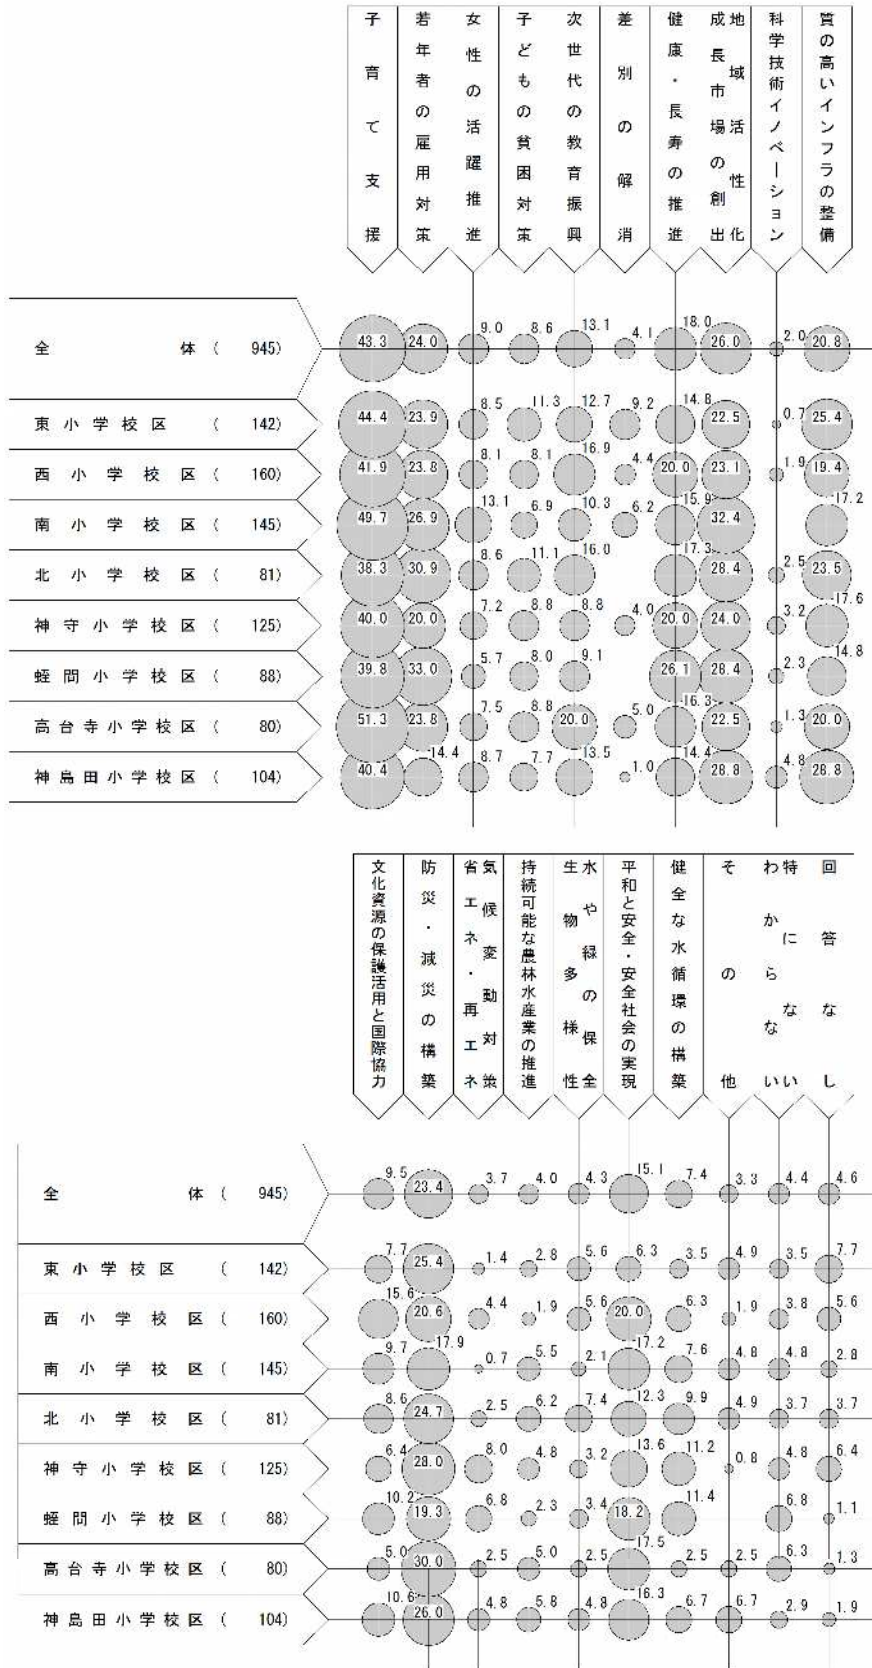 子育て支援
若年者の雇用対策
女性の活躍推進
子どもの貧困対策
次世代の教育振興
差別の解消
健康・長寿の推進
地域活性化
成長市場の創出
科学技術イノベーション
質の高いインフラの整備
全体 ( 945) 43.3 24.0 9.0 8.6 13.1 4.1 18.0 26.0 2.0 20.8
東小学校区 ( 142) 44.4 23.9 8.5 11.3 12.7 9.2 14.8 22.5 0.7 25.4
西小学校区 ( 160) 41.9 23.8 8.1 8.1 16.9 4.4 20.0 23.1 1.9 19.4
南小学校区 ( 145) 49.7 26.9 13.1 6.9 10.3 6.2 15.9 32.4 17.2
北小学校区 ( 81) 38.3 30.9 8.6 11.1 16.0 17.3 28.4 2.5 23.5
神守小学校区 ( 125) 40.0 20.0 7.2 8.8 8.8 4.0 20.0 24.0 3.2 17.6
蛭間小学校区 ( 88) 39.8 33.0 5.7 8.0 9.1 26.1 28.4 2.3 14.8
高台寺小学校区 ( 80) 51.3 23.8 7.5 8.8 20.0 5.0 16.3 22.5 1.3 20.0
神島田小学校区 ( 104) 40.4 14.4 8.7 7.7 13.5 1.0 14.4 28.8 4.8 28.8
文化資源の保護活用と国際協力
防災・減災の構築
気候変動対策
省エネ・再エネ
持続可能な農林水産業の推進
水や緑の保全
生物多様性
平和と安全・安全社会の実現
健全な水循環の構築
その他
特にない
わからない
回答なし
全体 ( 945) 9.5 23.4 3.7 4.0 4.3 15.1 7.4 3.3 4.4 4.6
東小学校区 ( 142) 7.7 25.4 1.4 2.8 5.6 6.3 3.5 4.9 3.5 7.7
西小学校区 ( 160) 15.6 20.6 4.4 1.9 5.6 20.0 6.3 1.9 3.8 5.6
南小学校区 ( 145) 9.7 17.9 0.7 5.5 2.1 17.2 7.6 4.8 4.8 2.8
北小学校区 ( 81) 8.6 24.7 2.5 6.2 7.4 12.3 9.9 4.9 3.7 3.7
神守小学校区 ( 125) 6.4 28.0 8.0 4.8 3.2 13.6 11.2 0.8 4.8 6.4
蛭間小学校区 ( 88) 10.2 19.3 6.8 2.3 3.4 18.2 11.4 6.8 1.1
高台寺小学校区 ( 80) 5.0 30.0 2.5 5.0 2.5 17.5 2.5 2.5 6.3 1.3
神島田小学校区 ( 104) 10.6 26.0 4.8 5.8 4.8 16.3 6.7 6.7 2.9 1.9